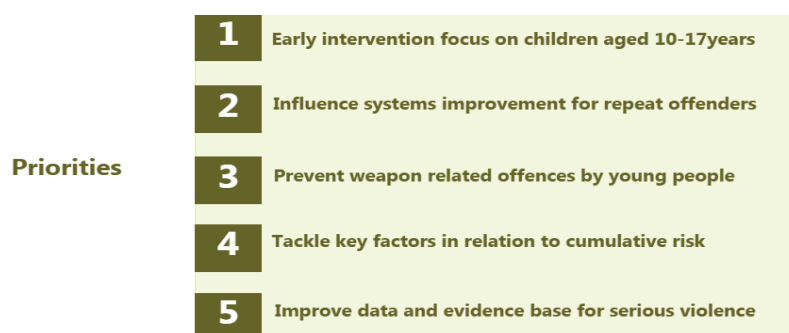 1 Early intervention focus on children aged 10-17years
2 Influence systems improvement for repeat offenders
Priorities
3 Prevent weapon related offences by young people
4 Tackle key factors in relation to cumulative risk
5 Improve data and evidence base for serious violence